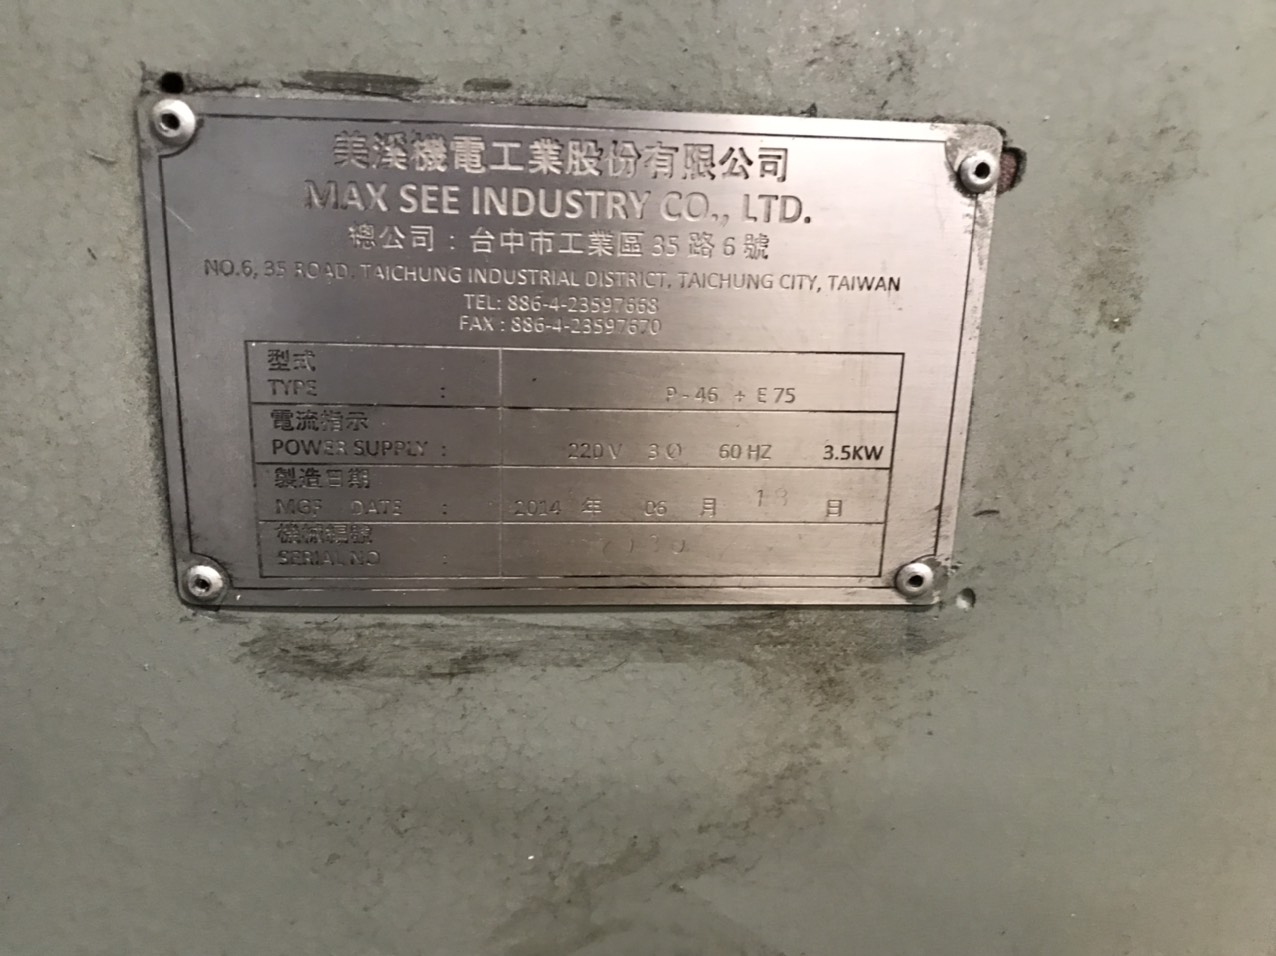 美溪機電工業股份有限公司
MAX SEE INDUSTRY CO., LTD.
總公司 : 台中市工業區 35 路 6 號
NO.6, 35 ROAD. TAICHUNG INDUSTRIAL DISTRICT, TAICHUNG CITY, TAIWAN
TEL: 886-4-23597668
FAX : 886-4-23597670
型式
TYPE : P - 46 + E 75
電流指示
POWER SUPPLY : 220 V 3 Ø 60 HZ 3.5KW
製造日期
MGF DATE : 2014 年 06 月 18 日
機械編號
SERIAL NO :